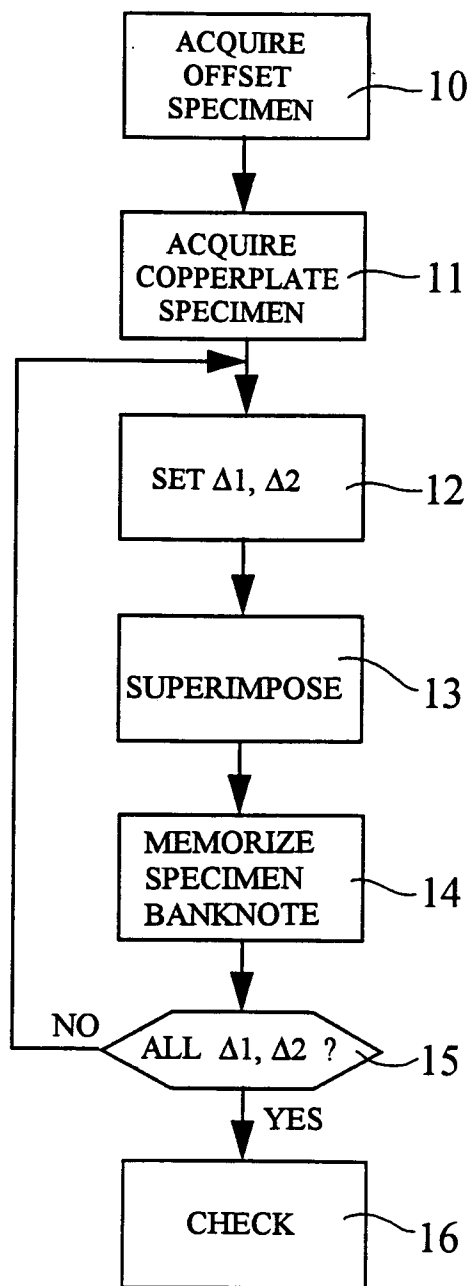 ACQUIRE
OFFSET
SPECIMEN
10
ACQUIRE
COPPERPLATE
SPECIMEN
11
SET Δ1, Δ2
12
SUPERIMPOSE
13
MEMORIZE
SPECIMEN
BANKNOTE
14
NO
ALL Δ1, Δ2 ?
15
YES
CHECK
16